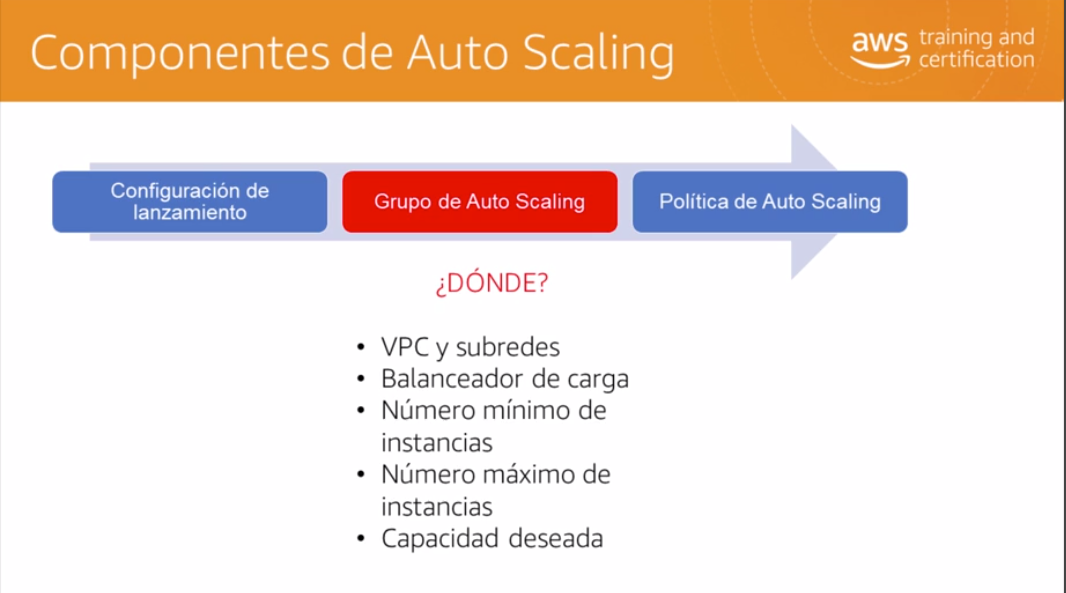 Componentes de Auto Scaling
aws training and
certification
Configuración de
lanzamiento
Grupo de Auto Scaling
Política de Auto Scaling
¿DÓNDE?
• VPC y subredes
• Balanceador de carga
• Número mínimo de
instancias
• Número máximo de
instancias
• Capacidad deseada